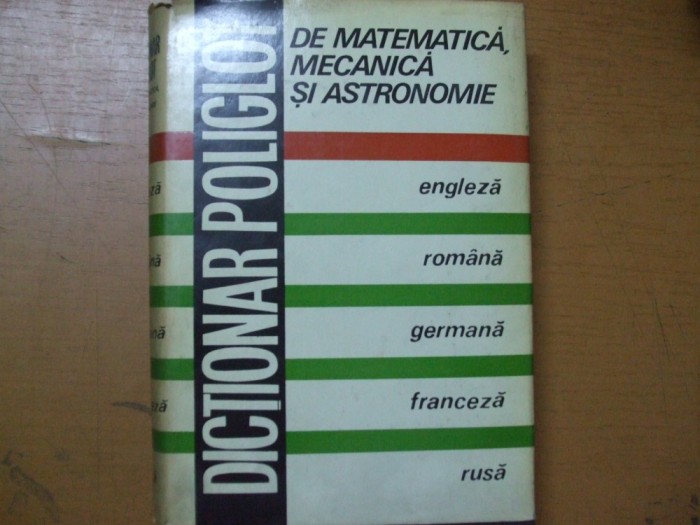 DICȚIONAR POLIGLOT
DE MATEMATICĂ,
MECANICĂ
ȘI ASTRONOMIE
engleză
română
germană
franceză
rusă